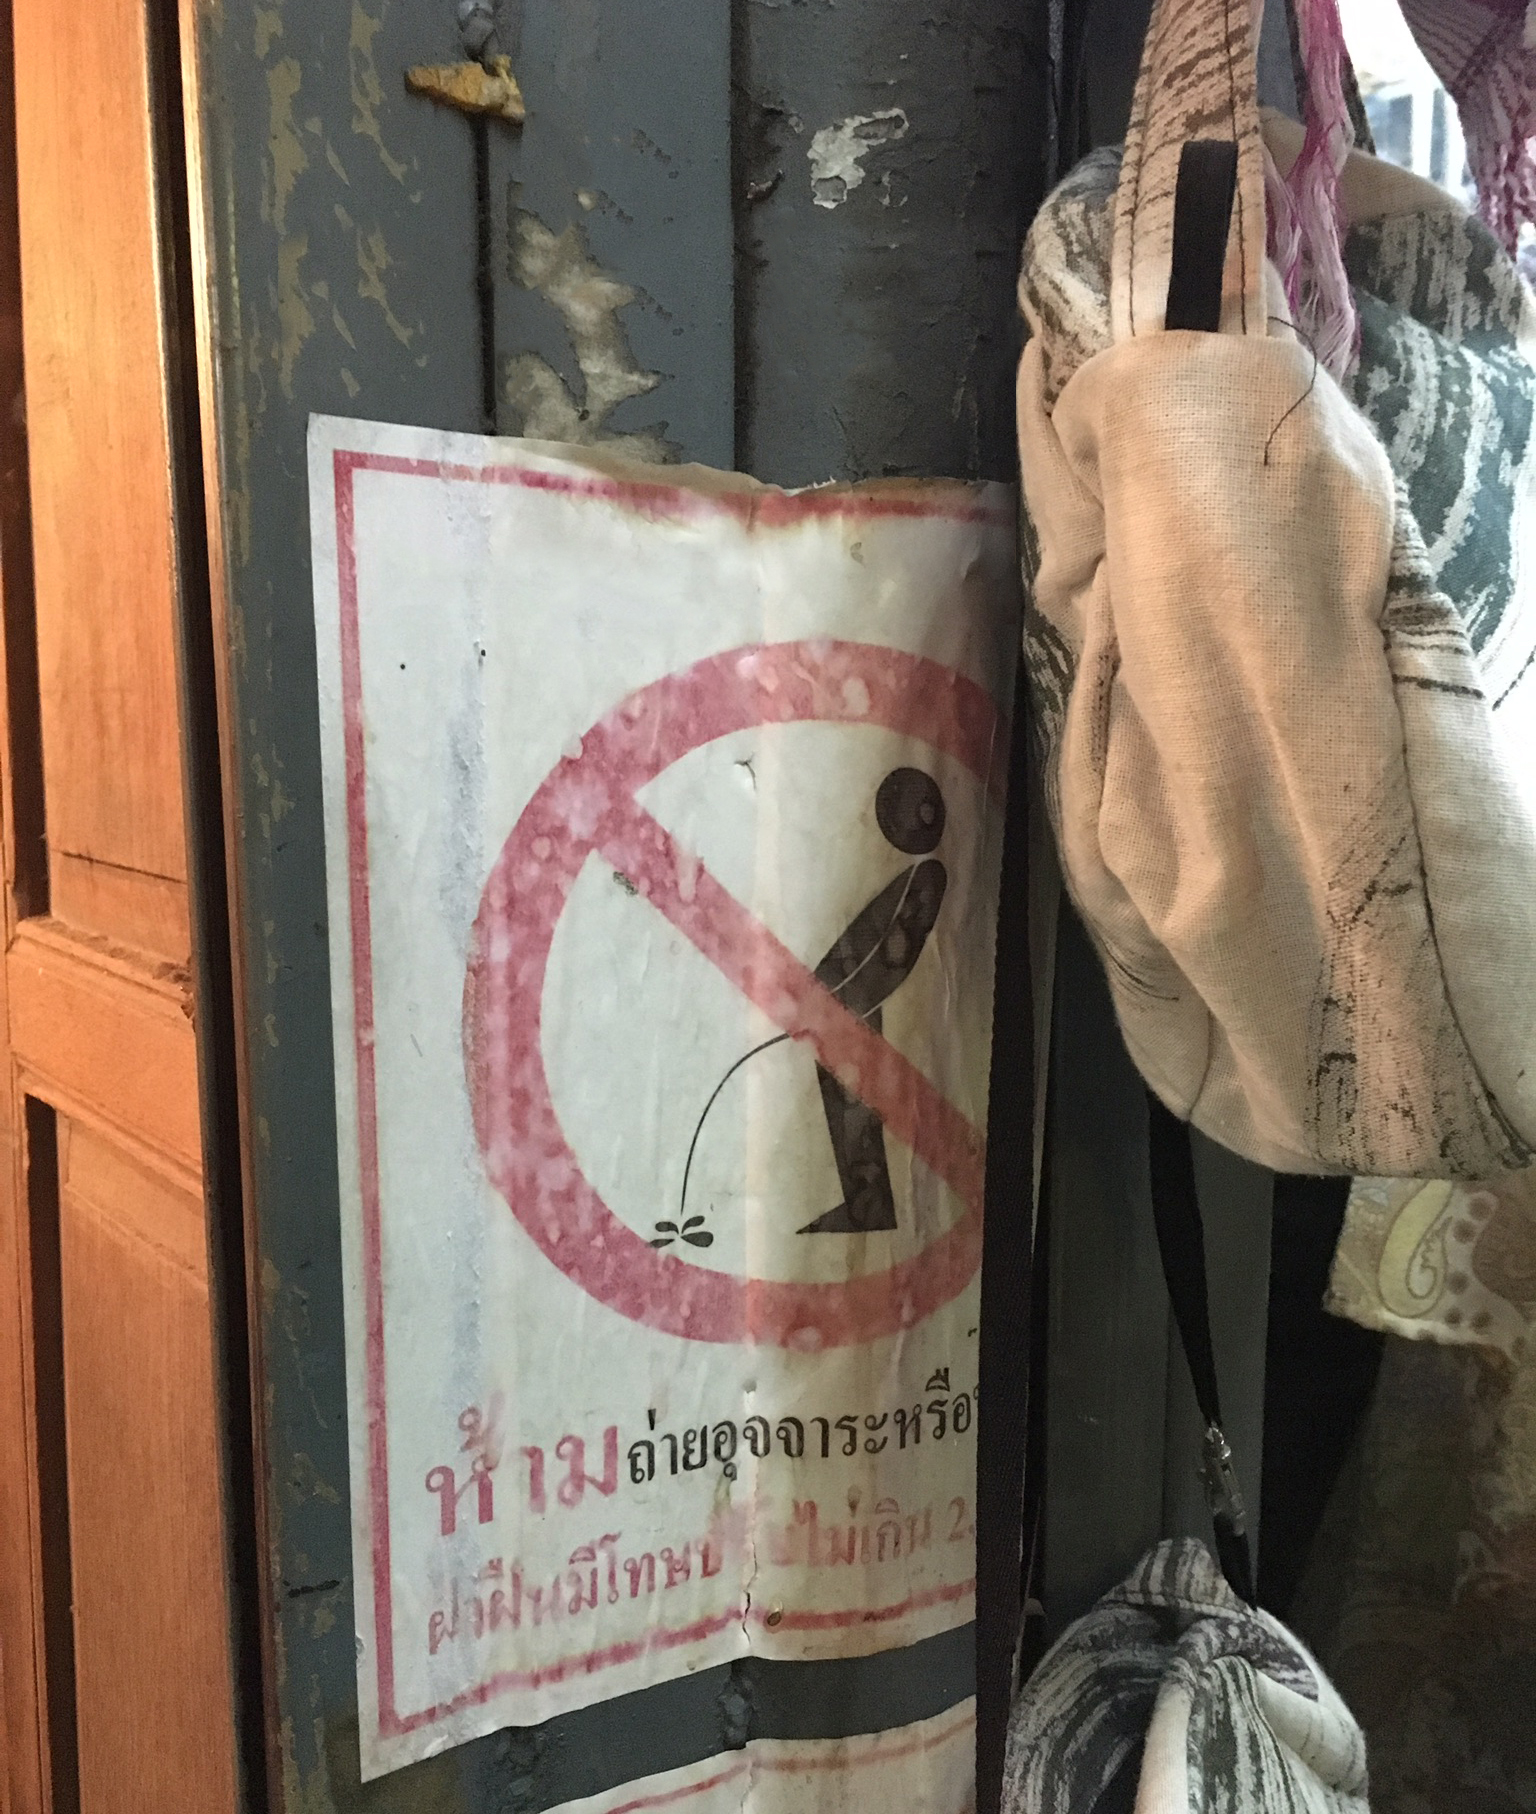 ห้ามถ่ายอุจจาระหรือ
ฝ่าฝืนมีโทษ ไม่เกิน 2